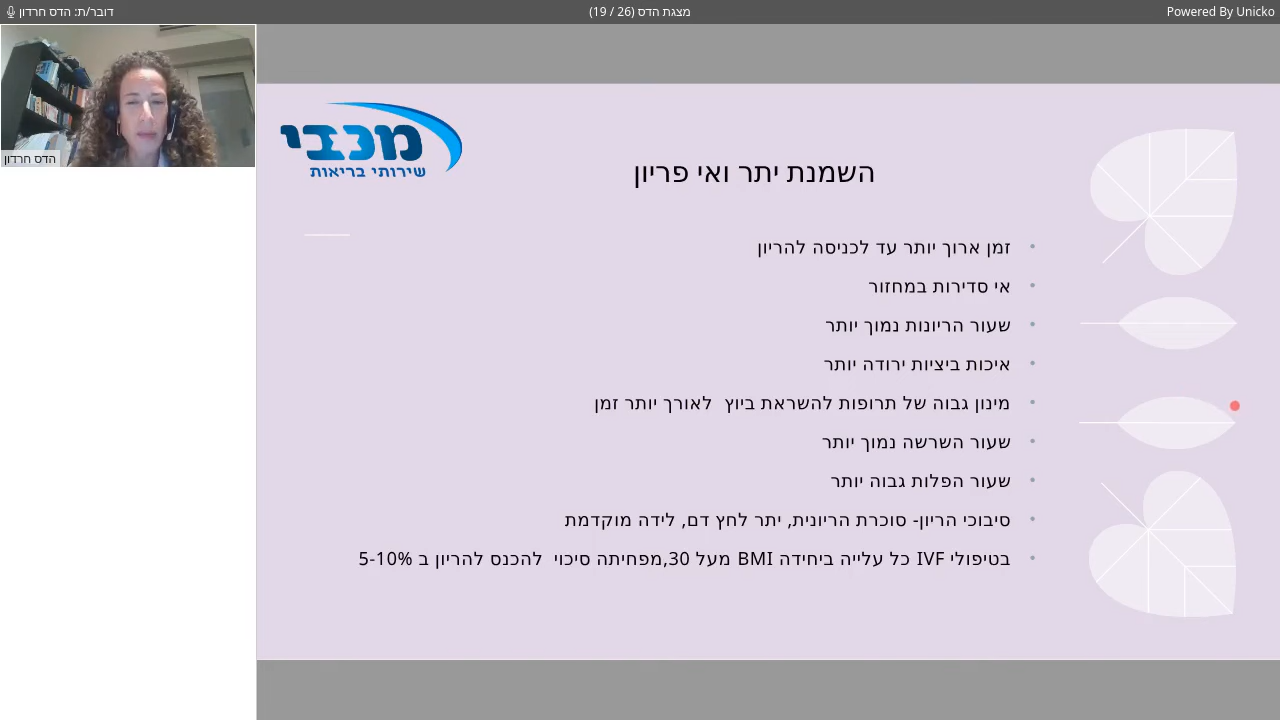 דובר/ת: הדס חרדון
מצגת הדס (26 / 19)
Powered By Unicko
הדס חרדון
מכבי
שירותי בריאות
השמנת יתר ואי פריון
זמן ארוך יותר עד לכניסה להריון
אי סדירות במחזור
שעור הריונות נמוך יותר
איכות ביציות ירודה יותר
מינון גבוה של תרופות להשראת ביוץ לאורך יותר זמן
שעור השרשה נמוך יותר
שעור הפלות גבוה יותר
סיבוכי הריון- סוכרת הריונית, יתר לחץ דם, לידה מוקדמת
בטיפולי IVF כל עלייה ביחידה BMI מעל 30,מפחיתה סיכוי להכנס להריון ב 5-10%